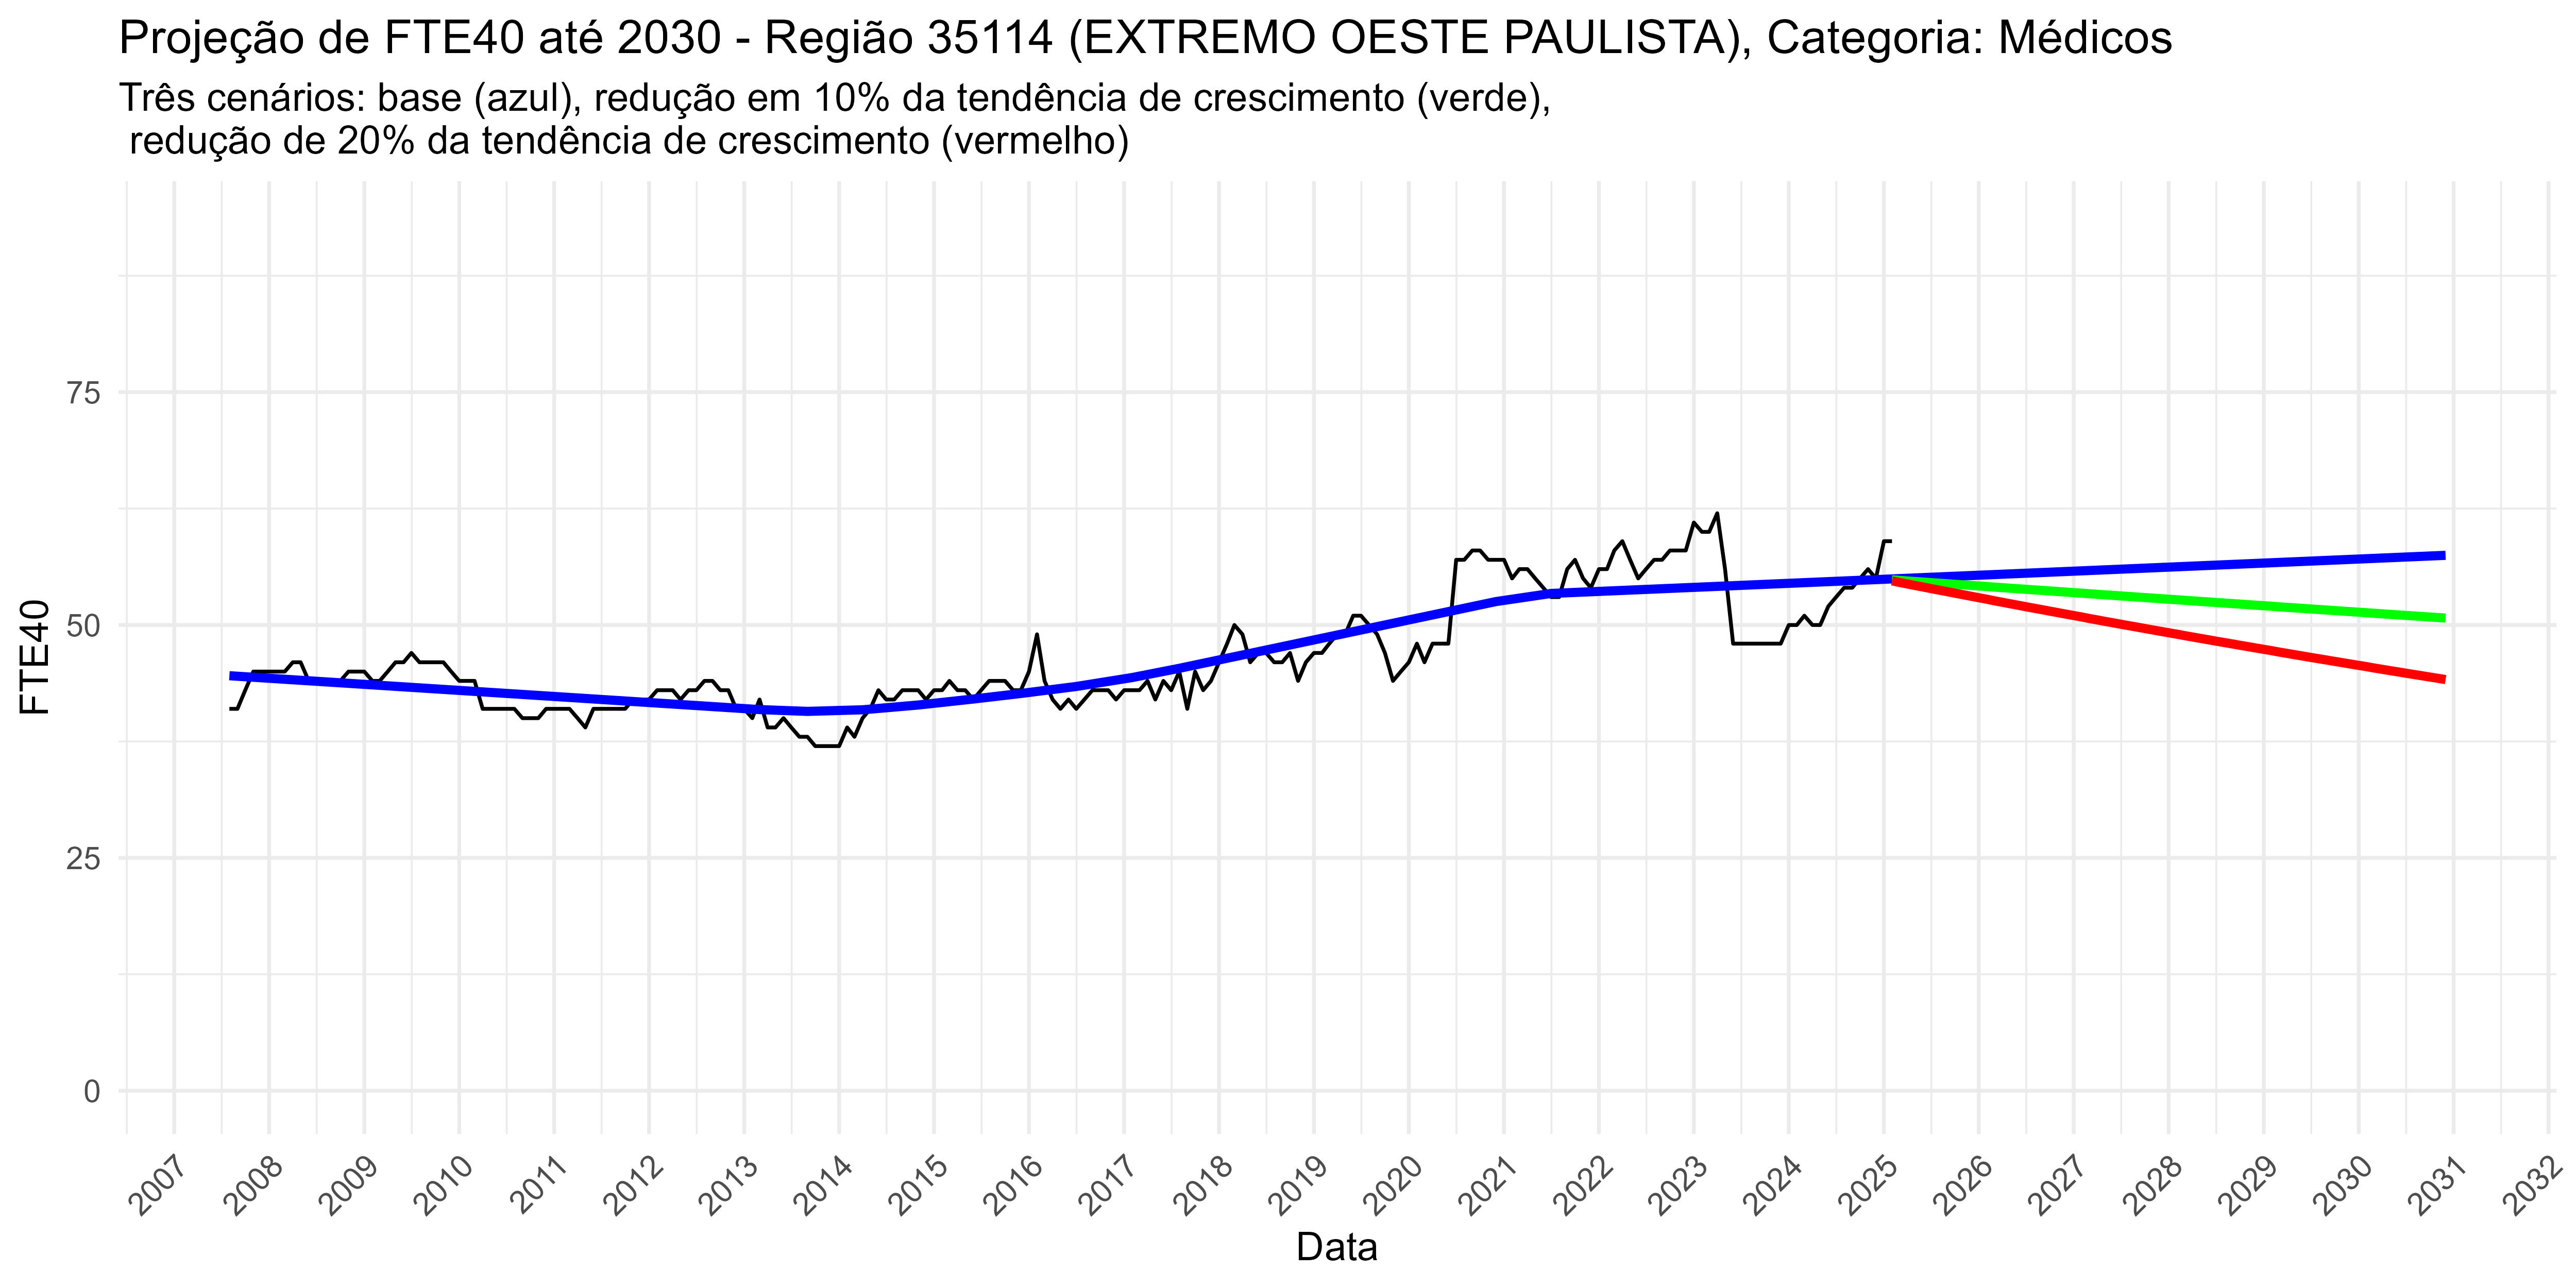 Projeção de FTE40 até 2030 - Região 35114 (EXTREMO OESTE PAULISTA), Categoria: Médicos
Três cenários: base (azul), redução em 10% da tendência de crescimento (verde),
redução de 20% da tendência de crescimento (vermelho)
FTE40
75
50
25
0
2007 2008 2009 2010 2011 2012 2013 2014 2015 2016 2017 2018 2019 2020 2021 2022 2023 2024 2025 2026 2027 2028 2029 2030 2031 2032
Data